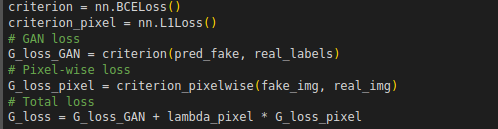 criterion = nn.BCELoss()
criterion_pixel = nn.L1Loss()
# GAN loss
G_loss_GAN = criterion(pred_fake, real_labels)
# Pixel-wise loss
G_loss_pixel = criterion_pixelwise(fake_img, real_img)
# Total loss
G_loss = G_loss_GAN + lambda_pixel * G_loss_pixel